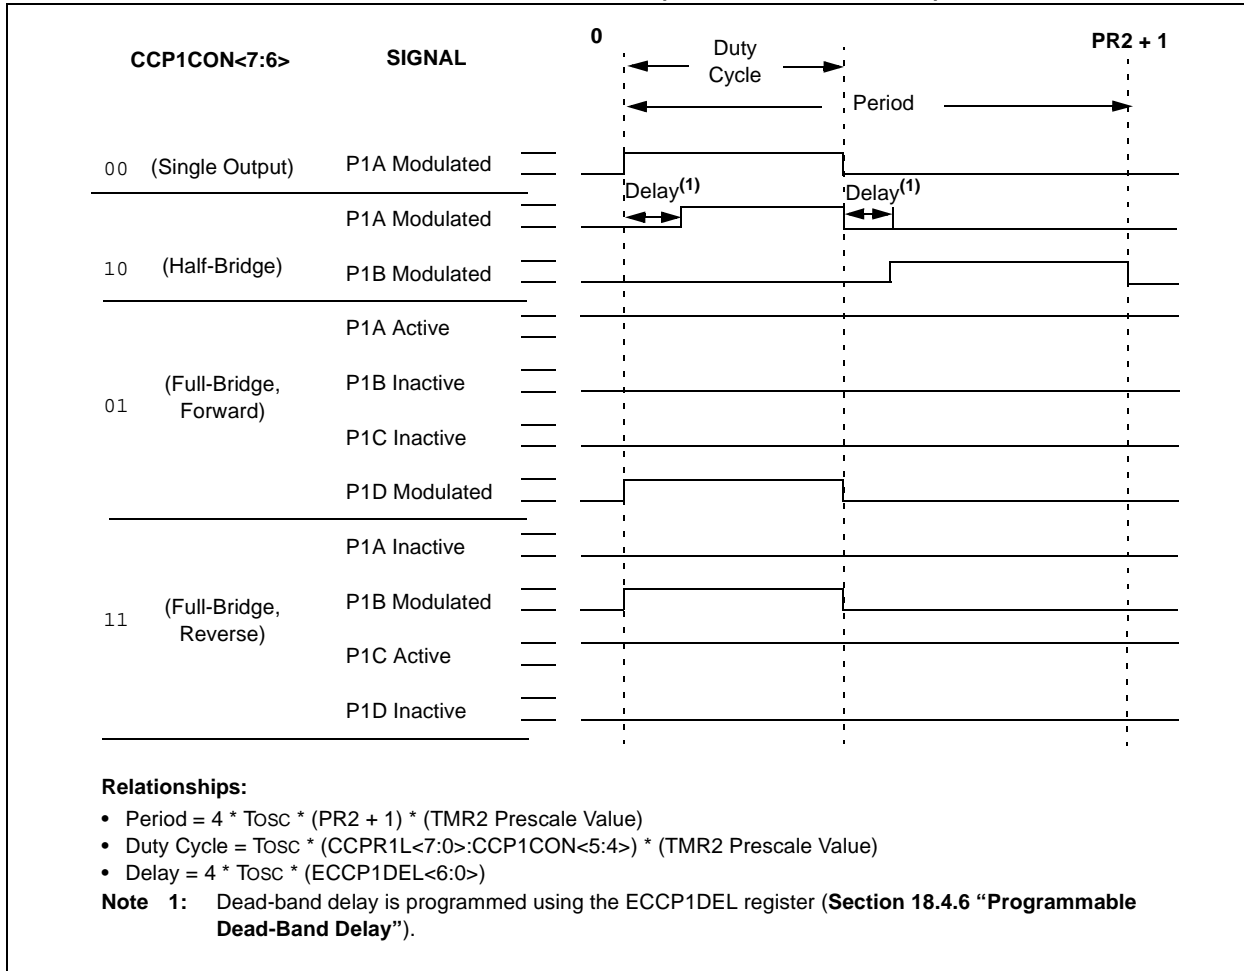 0
PR2 + 1
Duty
Cycle
CCP1CON<7:6>
SIGNAL
Period
00 (Single Output) P1A Modulated
Delay(1) Delay(1)
P1A Modulated
10 (Half-Bridge)
P1B Modulated
P1A Active
P1B Inactive
(Full-Bridge,
01
Forward)
P1C Inactive
P1D Modulated
P1A Inactive
P1B Modulated
(Full-Bridge,
11
Reverse)
P1C Active
P1D Inactive
Relationships:
• Period = 4 * TOSC * (PR2 + 1) * (TMR2 Prescale Value)
• Duty Cycle = TOSC * (CCPR1L<7:0>:CCP1CON<5:4>) * (TMR2 Prescale Value)
• Delay = 4 * TOSC * (ECCP1DEL<6:0>)
Note 1: Dead-band delay is programmed using the ECCP1DEL register (Section 18.4.6 “Programmable
Dead-Band Delay”).